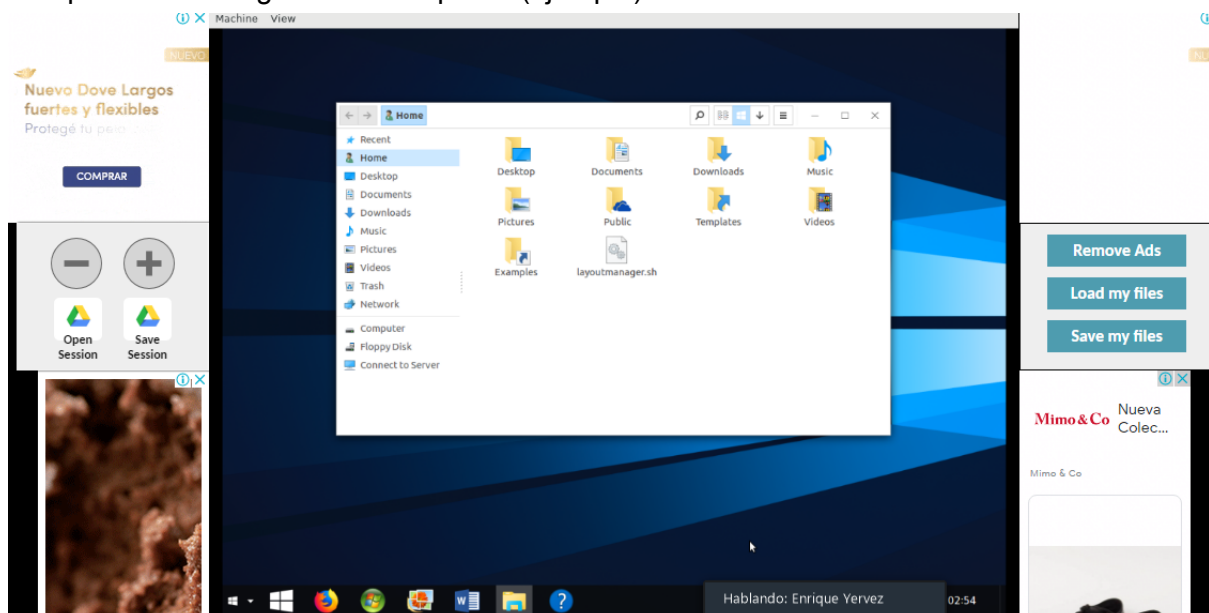 Machine View
NUEVO
Nuevo Dove Largos
fuertes y flexibles
Protegé tu
COMPRAR
Open
Session
Save
Session
Home
Recent
Home
Desktop
Documents
Downloads
Music
Pictures
Videos
Trash
Network
Computer
Floppy Disk
Connect to Server
Desktop
Documents
Downloads
Music
Pictures
Public
Templates
Videos
Examples
layoutmanager.sh
Hablando: Enrique Yervez
02:54
Remove Ads
Load my files
Save my files
Mimo & Co
Nueva
Colec...
Mimo & Co